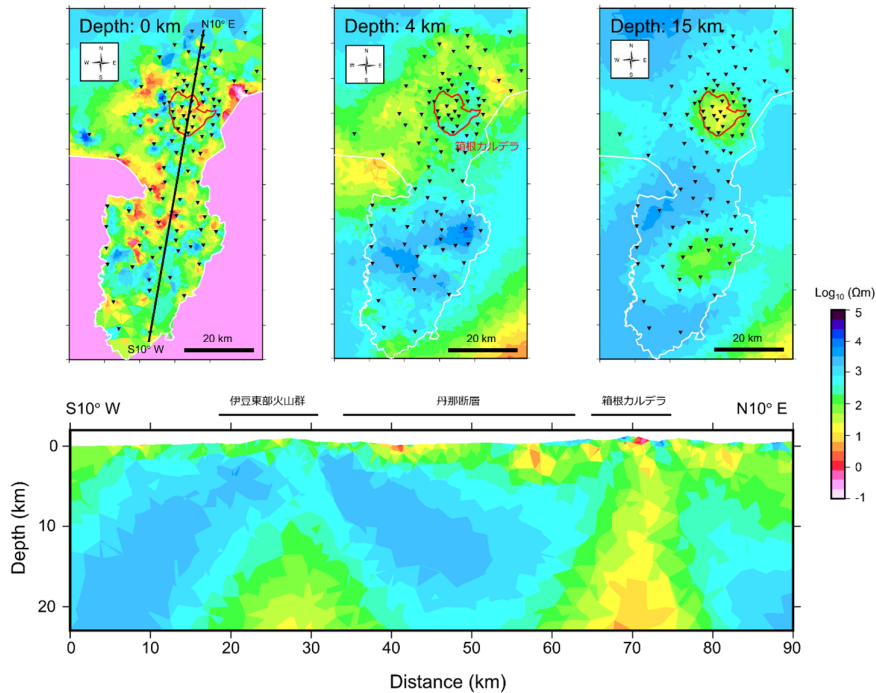 Depth: 0 km
N10° E
N
W E
S
S10° W
20 km
Depth: 4 km
N
W E
S
箱根カルデラ
20 km
Depth: 15 km
N
W E
S
20 km
Log10 (Ωm)
5
4
3
2
1
0
-1
S10° W
伊豆東部火山群
丹那断層
箱根カルデラ
N10° E
Depth (km)
0
10
20
0 10 20 30 40 50 60 70 80 90
Distance (km)